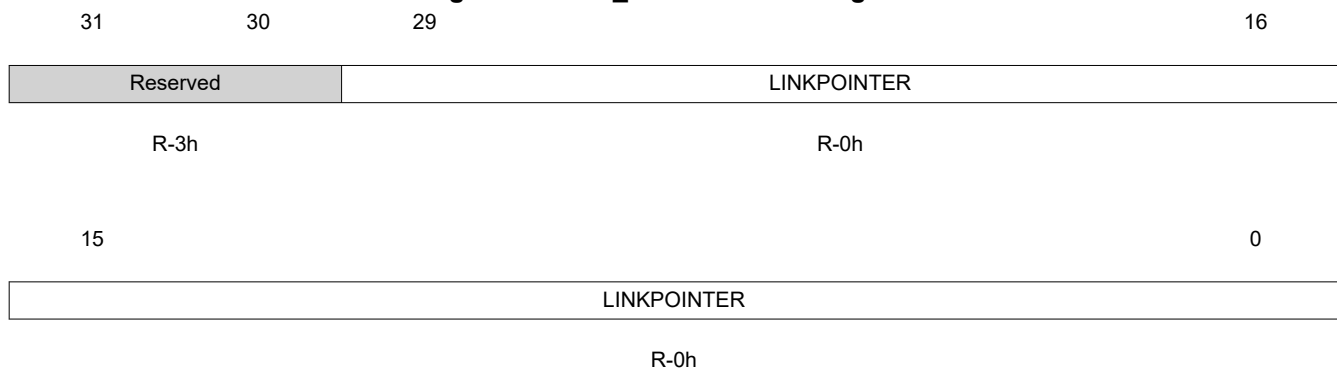 31 30 29 16
Reserved LINKPOINTER
R-3h R-0h
15 0
LINKPOINTER
R-0h